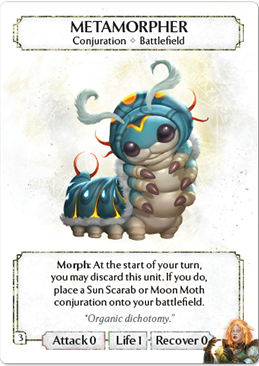 METAMORPHER
Conjuration ◇ Battlefield
Morph: At the start of your turn,
you may discard this unit. If you do,
place a Sun Scarab or Moon Moth
conjuration onto your battlefield.
"Organic dichotomy."
3 Attack 0 Life 1 Recover 0